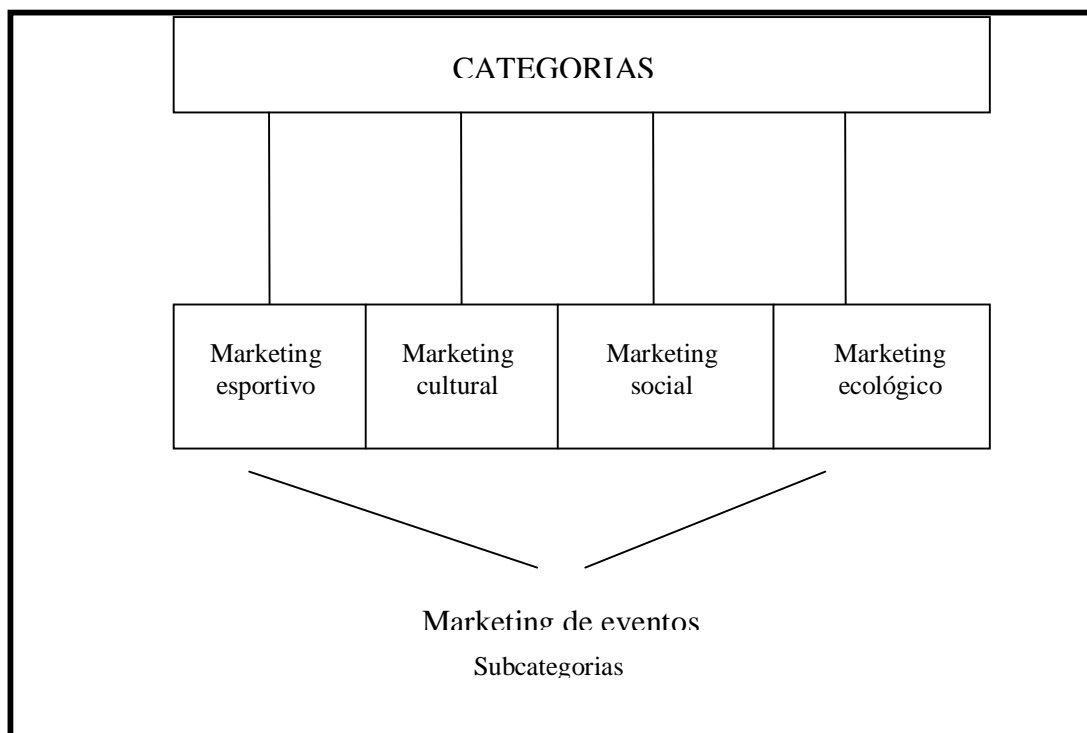 CATEGORIAS
Marketing Marketing Marketing Marketing
esportivo cultural social ecológico
Marketing de eventos
Subcategorias